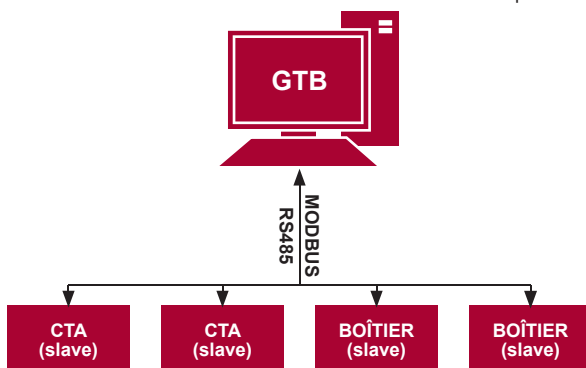 GTB
MODBUS
RS485
CTA
(slave)
CTA
(slave)
BOÎTIER
(slave)
BOÎTIER
(slave)